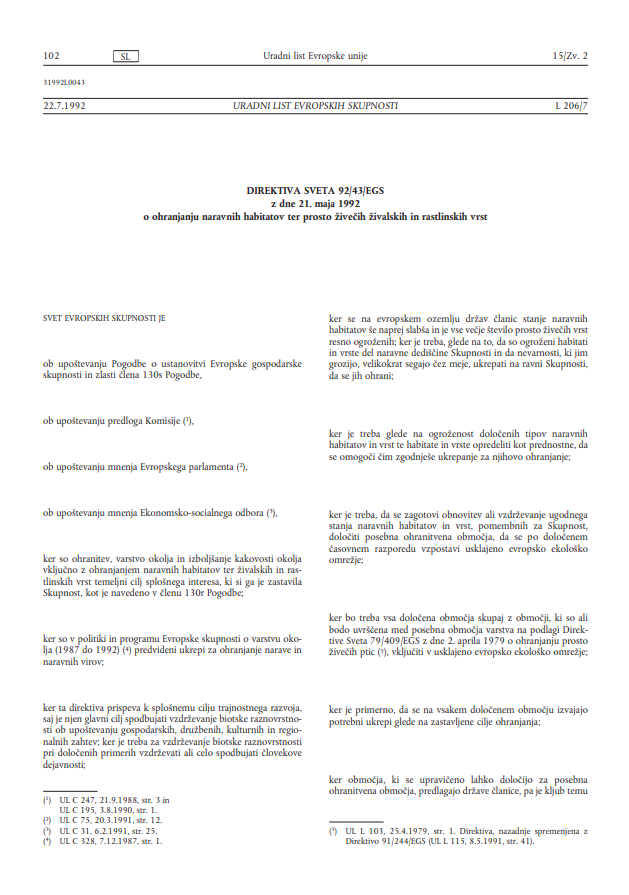 102 SL Uradni list Evropske unije 15/Zv. 2
31992L0043
22.7.1992 URADNI LIST EVROPSKIH SKUPNOSTI L 206/7
DIREKTIVA SVETA 92/43/EGS
z dne 21. maja 1992
o ohranjanju naravnih habitatov ter prosto živečih živalskih in rastlinskih vrst
SVET EVROPSKIH SKUPNOSTI JE
ob upoštevanju Pogodbe o ustanovitvi Evropske gospodarske
skupnosti in zlasti člena 130s Pogodbe,
ob upoštevanju predloga Komisije (¹),
ob upoštevanju mnenja Evropskega parlamenta (²),
ob upoštevanju mnenja Ekonomsko-socialnega odbora (³),
ker so ohranitev, varstvo okolja in izboljšanje kakovosti okolja
vključno z ohranjanjem naravnih habitatov ter živalskih in ras-
tlinskih vrst temeljni cilj splošnega interesa, ki si ga je zastavila
Skupnost, kot je navedeno v členu 130r Pogodbe;
ker so v politiki in programu Evropske skupnosti o varstvu oko-
lja (1987 do 1992) (⁴) predvideni ukrepi za ohranjanje narave in
naravnih virov;
ker ta direktiva prispeva k splošnemu cilju trajnostnega razvoja,
saj je njen glavni cilj spodbujati vzdrževanje biotske raznovrstno-
sti ob upoštevanju gospodarskih, družbenih, kulturnih in regio-
nalnih zahtev; ker je treba za vzdrževanje biotske raznovrstnosti
pri določenih primerih vzdrževati ali celo spodbujati človekove
dejavnosti;
(¹) UL C 247, 21.9.1988, str. 3 in
UL C 195, 3.8.1990, str. 1.
(²) UL C 75, 20.3.1991, str. 12.
(³) UL C 31, 6.2.1991, str. 25.
(⁴) UL C 328, 7.12.1987, str. 1.
ker se na evropskem ozemlju držav članic stanje naravnih
habitatov še naprej slabša in je vse večje število prosto živečih vrst
resno ogroženih; ker je treba, glede na to, da so ogroženi habitati
in vrste del naravne dediščine Skupnosti in da nevarnosti, ki jim
grozijo, velikokrat segajo čez meje, ukrepati na ravni Skupnosti,
da se jih ohrani;
ker je treba glede na ogroženost določenih tipov naravnih
habitatov in vrst te habitate in vrste opredeliti kot prednostne, da
se omogoči čim zgodnješe ukrepanje za njihovo ohranjanje;
ker je treba, da se zagotovi obnovitev ali vzdrževanje ugodnega
stanja naravnih habitatov in vrst, pomembnih za Skupnost,
določiti posebna ohranitvena območja, da se po določenem
časovnem razporedu vzpostavi usklajeno evropsko ekološko
omrežje;
ker bo treba vsa določena območja skupaj z območji, ki so ali
bodo uvrščena med posebna območja varstva na podlagi Direk-
tive Sveta 79/409/EGS z dne 2. aprila 1979 o ohranjanju prosto
živečih ptic (⁵), vključiti v usklajeno evropsko ekološko omrežje;
ker je primerno, da se na vsakem določenem območju izvajajo
potrebni ukrepi glede na zastavljene cilje ohranjanja;
ker območja, ki se upravičeno lahko določijo za posebna
ohranitvena območja, predlagajo države članice, pa je kljub temu
(⁵) UL L 103, 25.4.1979, str. 1. Direktiva, nazadnje spremenjena z
Direktivo 91/244/EGS (UL L 115, 8.5.1991, str. 41).